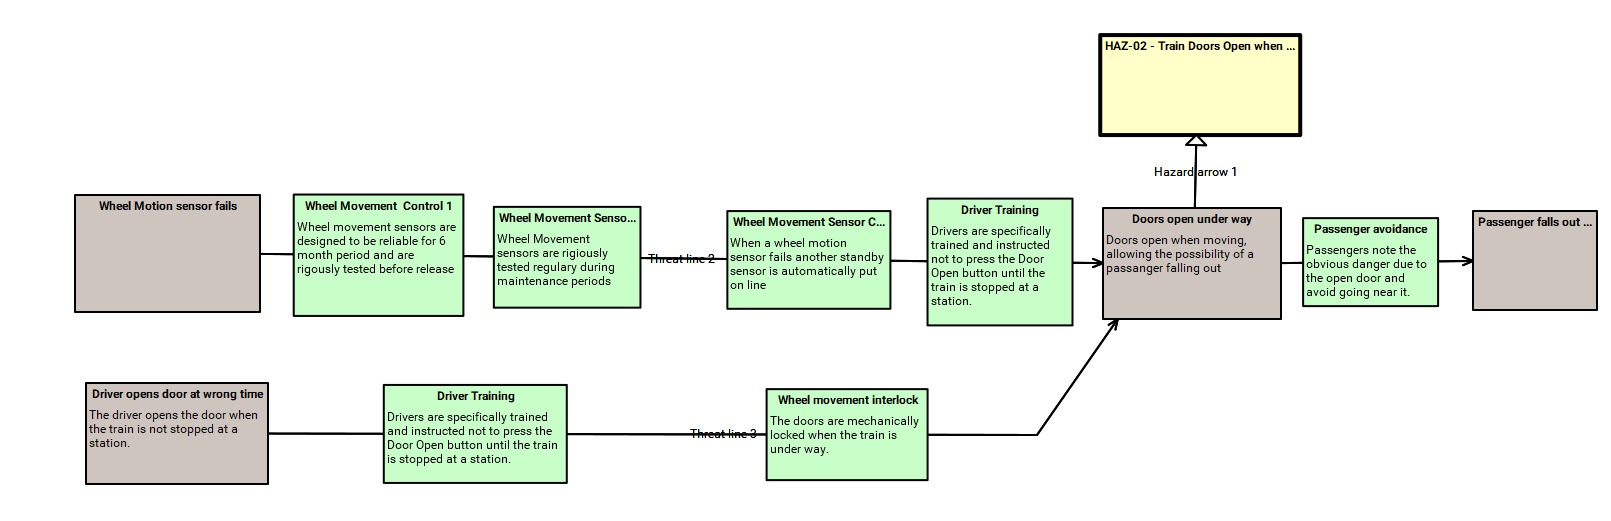 HAZ-02 - Train Doors Open when ...
Hazard arrow 1
Wheel Motion sensor fails
Wheel Movement  Control 1
Wheel movement sensors are
designed to be reliable for 6
month period and are
rigously tested before release
Wheel Movement Senso...
Wheel Movement
sensors are rigiously
tested regulary during
maintenance periods
Threat line 2
Wheel Movement Sensor C...
When a wheel motion
sensor fails another standby
sensor is automatically put
on line
Driver Training
Drivers are specifically
trained and instructed
not to press the Door
Open button until the
train is stopped at a
station.
Doors open under way
Doors open when moving,
allowing the possibility of a
passanger falling out
Passenger avoidance
Passengers note the
obvious danger due to
the open door and
avoid going near it.
Passenger falls out ...
Driver opens door at wrong time
The driver opens the door when
the train is not stopped at a
station.
Driver Training
Drivers are specifically trained
and instructed not to press the
Door Open button until the train
is stopped at a station.
Threat line 3
Wheel movement interlock
The doors are mechanically
locked when the train is
under way.